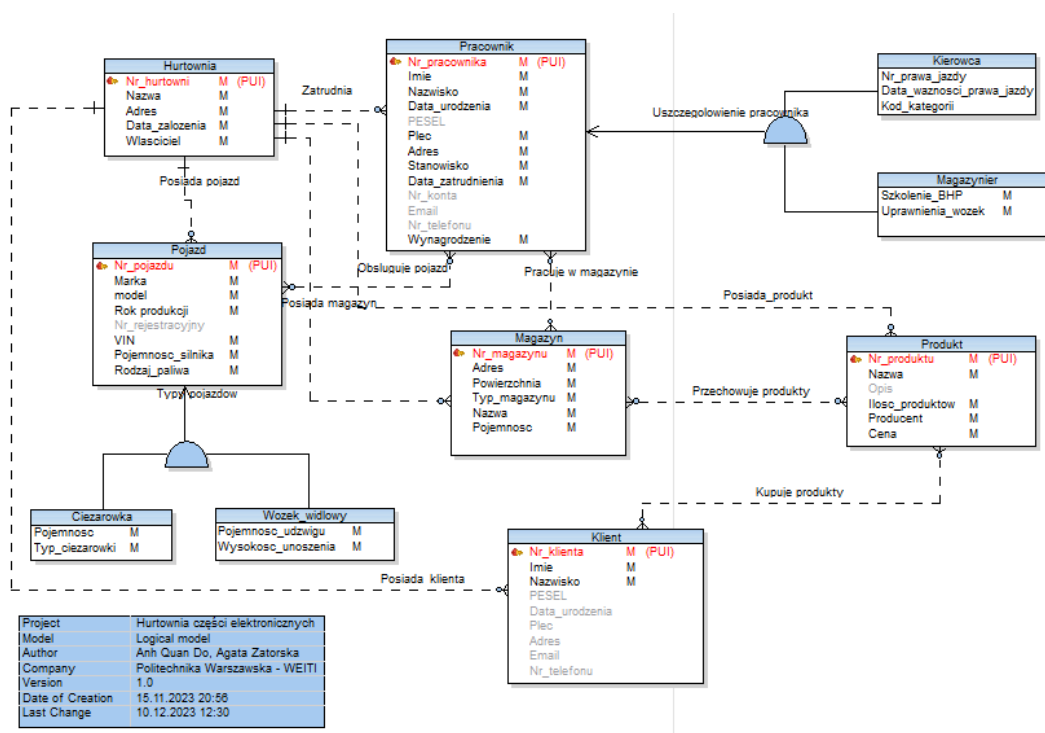 Hurtownia
Nr_hurtowni M (PUI)
Nazwa M
Adres M
Data_zalozenia M
Wlasciciel M
Zatrudnia
Pracownik
Nr_pracownika M (PUI)
Imie M
Nazwisko M
Data_urodzenia M
PESEL
Plec M
Adres M
Stanowisko M
Data_zatrudnienia M
Nr_konta
Email
Nr_telefonu
Wynagrodzenie M
Uszczegolowienie pracownika
Kierowca
Nr_prawa_jazdy
Data_waznosci_prawa_jazdy
Kod_kategorii
Magazynier
Szkolenie_BHP M
Uprawnienia_wozek M
Posiada pojazd
Pojazd
Nr_pojazdu M (PUI)
Marka M
model M
Rok produkcji M
Nr_rejestracyjny
VIN M
Pojemnosc_silnika M
Rodzaj_paliwa M
Obsluguje pojazd
Pracuje w magazynie
Posiada magazyn
Posiada_produkt
Magazyn
Nr_magazynu M (PUI)
Adres M
Powierzchnia M
Typ_magazynu M
Nazwa M
Pojemnosc M
Przechowuje produkty
Produkt
Nr_produktu M (PUI)
Nazwa M
Opis
Ilosc_produktow M
Producent M
Cena M
Typy pojazdow
Ciezarowka
Pojemnosc M
Typ_ciezarowki M
Wozek_widlowy
Pojemnosc_udzwigu M
Wysokosc_unoszenia M
Kupuje produkty
Klient
Nr_klienta M (PUI)
Imie M
Nazwisko M
PESEL
Data_urodzenia
Plec
Adres
Email
Nr_telefonu
Posiada klienta
Project Hurtownia części elektronicznych
Model Logical model
Author Anh Quan Do, Agata Zatorska
Company Politechnika Warszawska - WEITI
Version 1.0
Date of Creation 15.11.2023 20:56
Last Change 10.12.2023 12:30